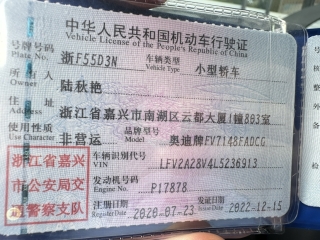 中华人民共和国机动车行驶证
Vehicle License of the People's Republic of China
号牌号码 浙F55D3N 车辆类型 小型轿车
Plate No. Vehicle Type
所有人 陆秋艳
Owner
住址 浙江省嘉兴市南湖区云都大厦1幢803室
Address
使用性质 非营运 品牌型号 奥迪牌FV7148FADCG
Use Character Model
浙江省嘉兴市公安局交警察支队
车辆识别代号 LFV2A28V4L5236913
VIN
发动机号码 P17878
Engine No.
注册日期 2020-07-23 发证日期 2022-12-15
Register Date Issue Date